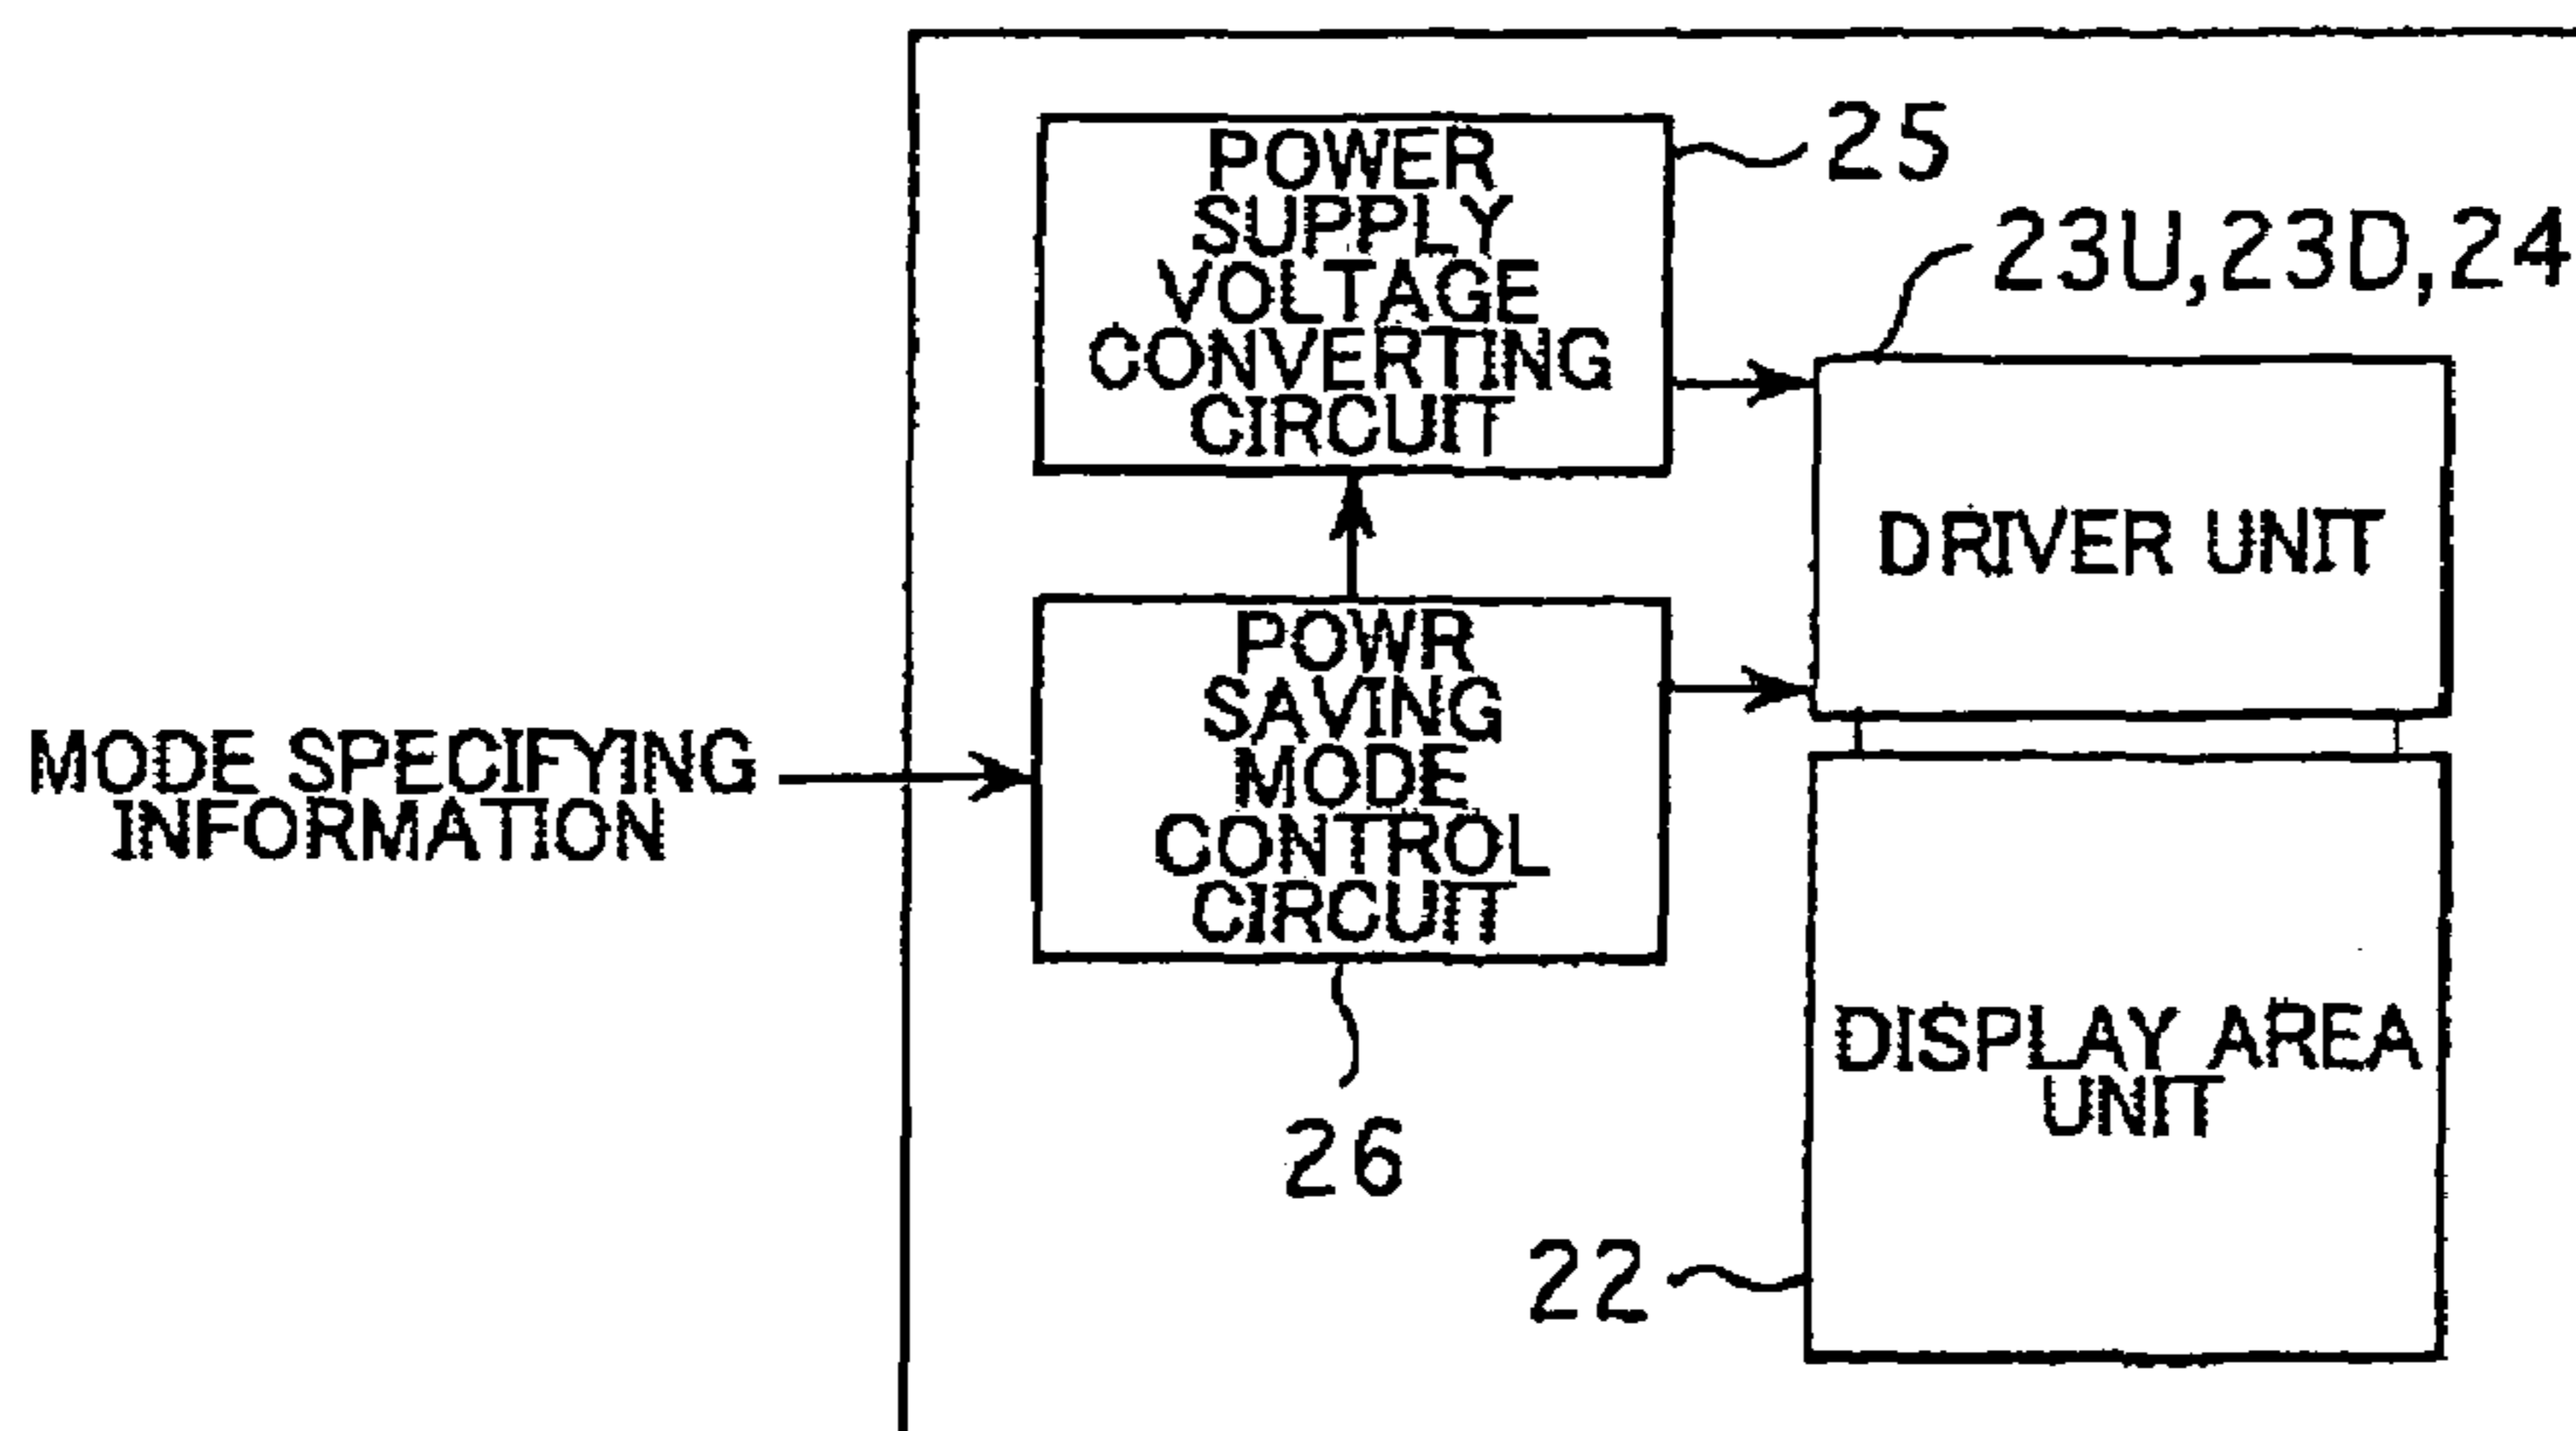 POWER
SUPPLY
VOLTAGE
CONVERTING
CIRCUIT
25
23U,23D,24
DRIVER UNIT
POWR
SAVING
MODE
CONTROL
CIRCUIT
MODE SPECIFYING
INFORMATION
26
DISPLAY AREA
UNIT
22